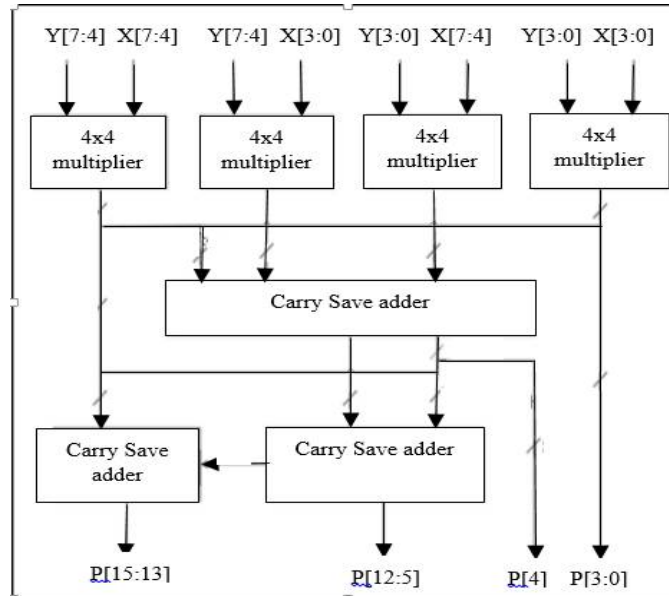 Y[7:4] X[7:4] Y[7:4] X[3:0] Y[3:0] X[7:4] Y[3:0] X[3:0]
4x4
multiplier
4x4
multiplier
4x4
multiplier
4x4
multiplier
Carry Save adder
Carry Save
adder
Carry Save adder
P[15:13]
P[12:5]
P[4]
P[3:0]